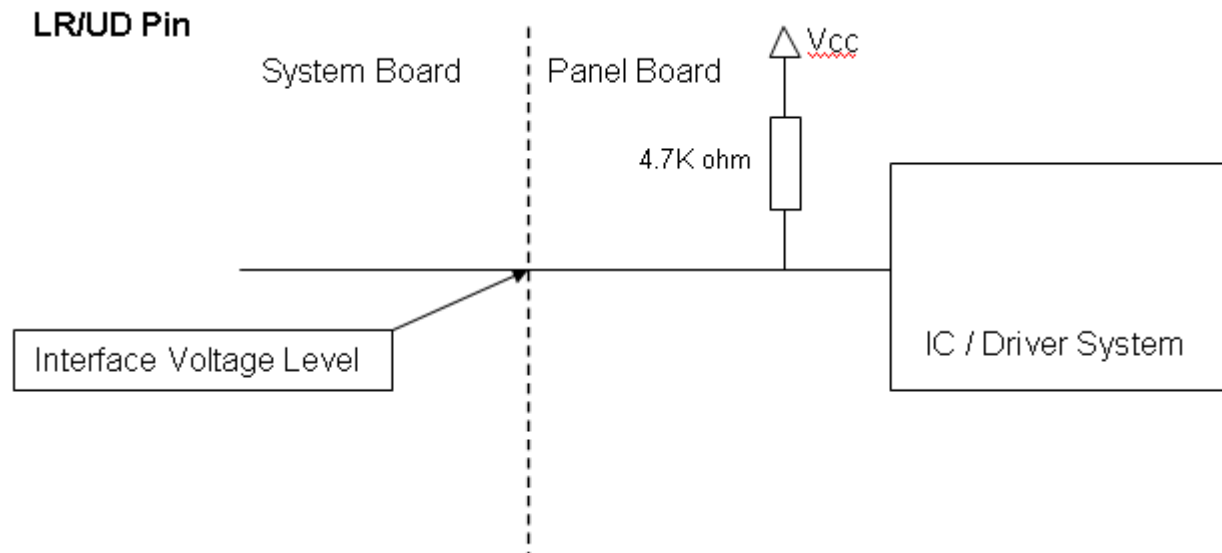 LR/UD Pin
System Board
Panel Board
Vcc
4.7K ohm
Interface Voltage Level
IC / Driver System